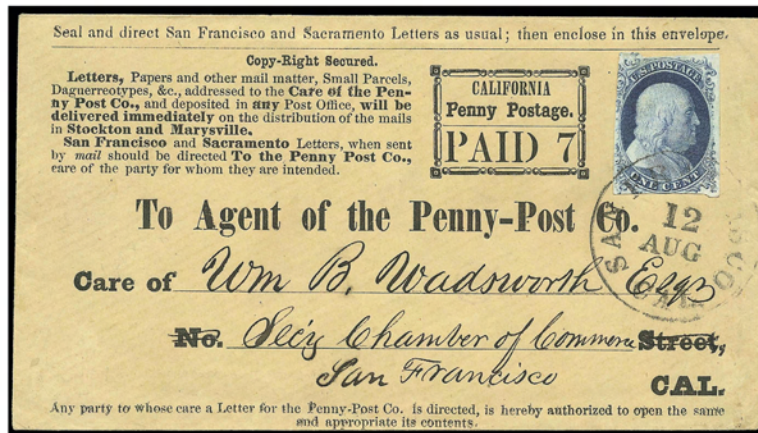 Seal and direct San Francisco and Sacramento Letters as usual; then enclose in this envelope.
Copy-Right Secured.
Letters, Papers and other mail matter, Small Parcels,
Daguerreotypes, &c., addressed to the Care of the Pen-
ny Post Co., and deposited in any Post Office, will be
delivered immediately on the distribution of the mails
in Stockton and Marysville.
San Francisco and Sacramento Letters, when sent
by mail should be directed To the Penny Post Co.,
care of the party for whom they are intended.
CALIFORNIA
Penny Postage.
PAID 7
U.S. POSTAGE
ONE CENT
SAN
12
AUG
CAL
To Agent of the Penny-Post Co.
Care of Wm B. Wadsworth Esqr
No. Secy Chamber of Commerce Street,
San Francisco
CAL.
Any party to whose care a Letter for the Penny-Post Co. is directed, is hereby authorized to open the same
and appropriate its contents.